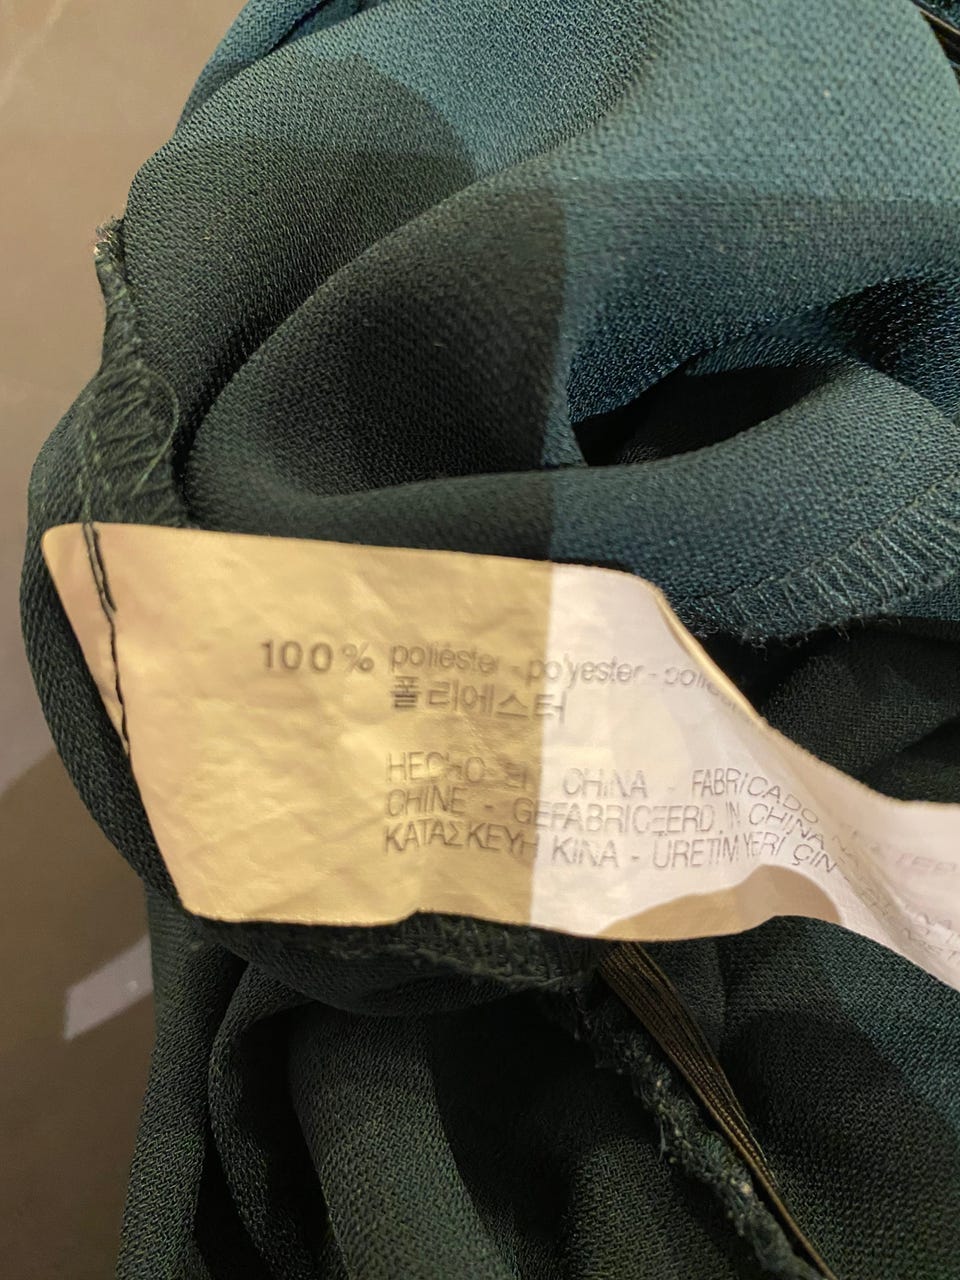 100% poliéster - polyester -
폴리에스터
HECHO EN CHINA - FABRICADO
CHINE - GEFABRICEERD IN CHINA
ΚΑΤΑΣΚΕΥΗ ΚΙΝΑ - ÜRETİM YERİ ÇİN